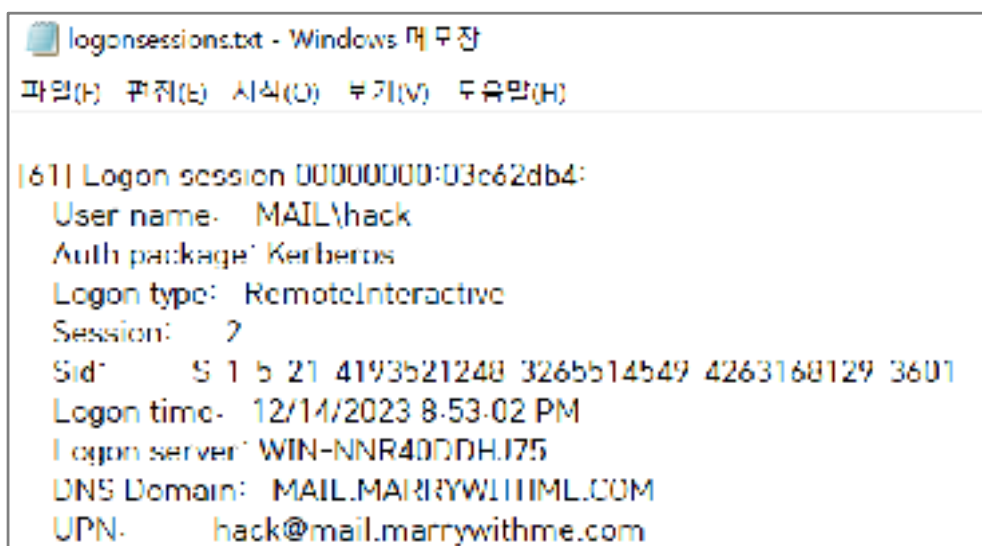 logonsessions.txt - Windows 메모장
파일(F) 편집(E) 서식(O) 보기(V) 도움말(H)
[61] Logon session 00000000:03c62db4:
User name: MAIL\hack
Auth package: Kerberos
Logon type: RemoteInteractive
Session: 2
Sid: S-1-5-21-4193521248-3265514549-4263168129-3601
Logon time: 12/14/2023 8:53:02 PM
Logon server: WIN-NNR40DDHJ75
DNS Domain: MAIL.MARRYWITHME.COM
UPN: hack@mail.marrywithme.com